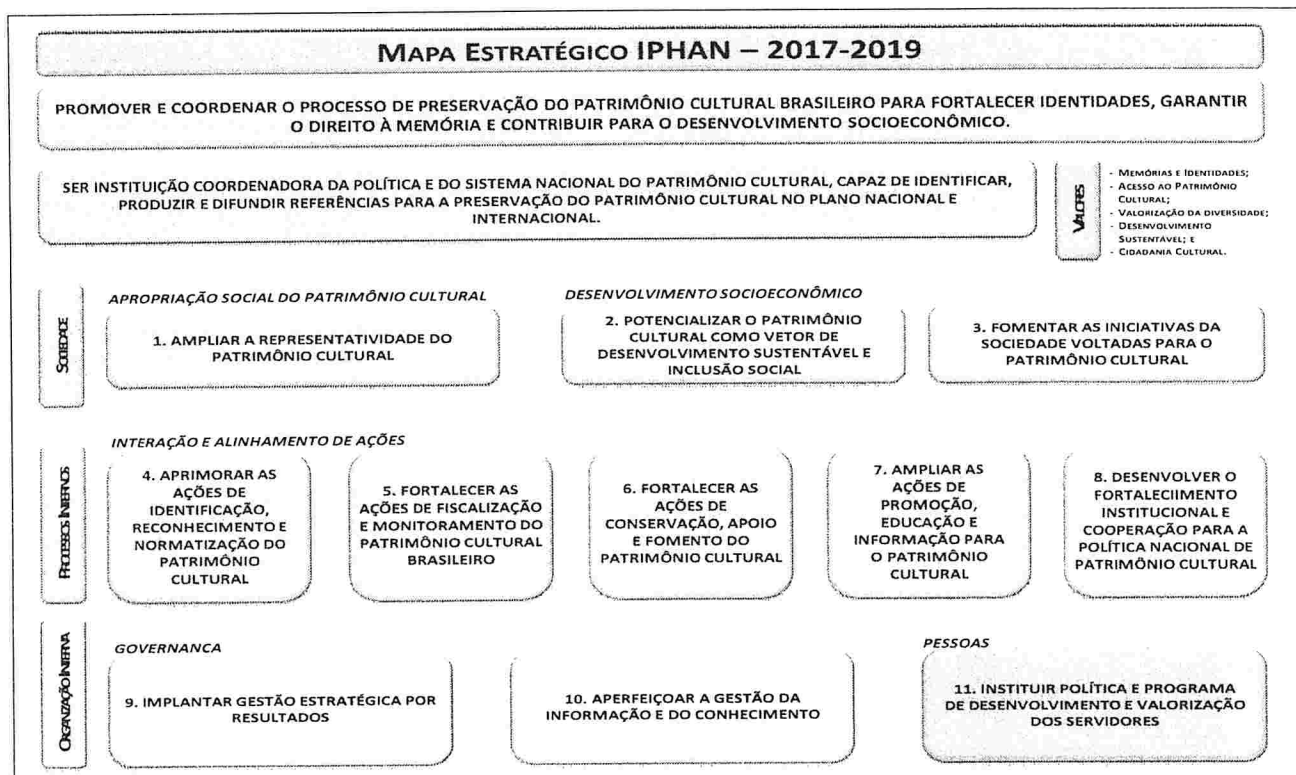 MAPA ESTRATÉGICO IPHAN – 2017-2019
PROMOVER E COORDENAR O PROCESSO DE PRESERVAÇÃO DO PATRIMÔNIO CULTURAL BRASILEIRO PARA FORTALECER IDENTIDADES, GARANTIR
O DIREITO À MEMÓRIA E CONTRIBUIR PARA O DESENVOLVIMENTO SOCIOECONÔMICO.
SER INSTITUIÇÃO COORDENADORA DA POLÍTICA E DO SISTEMA NACIONAL DO PATRIMÔNIO CULTURAL, CAPAZ DE IDENTIFICAR,
PRODUZIR E DIFUNDIR REFERÊNCIAS PARA A PRESERVAÇÃO DO PATRIMÔNIO CULTURAL NO PLANO NACIONAL E
INTERNACIONAL.
VALORES
- MEMÓRIAS E IDENTIDADES;
- ACESSO AO PATRIMÔNIO
CULTURAL;
- VALORIZAÇÃO DA DIVERSIDADE;
- DESENVOLVIMENTO
SUSTENTÁVEL; E
- CIDADANIA CULTURAL.
SOCIEDADE
APROPRIAÇÃO SOCIAL DO PATRIMÔNIO CULTURAL
1. AMPLIAR A REPRESENTATIVIDADE DO
PATRIMÔNIO CULTURAL
DESENVOLVIMENTO SOCIOECONÔMICO
2. POTENCIALIZAR O PATRIMÔNIO
CULTURAL COMO VETOR DE
DESENVOLVIMENTO SUSTENTÁVEL E
INCLUSÃO SOCIAL
3. FOMENTAR AS INICIATIVAS DA
SOCIEDADE VOLTADAS PARA O
PATRIMÔNIO CULTURAL
PROCESSOS INTERNOS
INTERAÇÃO E ALINHAMENTO DE AÇÕES
4. APRIMORAR AS
AÇÕES DE
IDENTIFICAÇÃO,
RECONHECIMENTO E
NORMATIZAÇÃO DO
PATRIMÔNIO
CULTURAL
5. FORTALECER AS
AÇÕES DE FISCALIZAÇÃO
E MONITORAMENTO DO
PATRIMÔNIO CULTURAL
BRASILEIRO
6. FORTALECER AS
AÇÕES DE
CONSERVAÇÃO, APOIO
E FOMENTO DO
PATRIMÔNIO CULTURAL
7. AMPLIAR AS
AÇÕES DE
PROMOÇÃO,
EDUCAÇÃO E
INFORMAÇÃO PARA
O PATRIMÔNIO
CULTURAL
8. DESENVOLVER O
FORTALECIIMENTO
INSTITUCIONAL E
COOPERAÇÃO PARA A
POLÍTICA NACIONAL DE
PATRIMÔNIO CULTURAL
ORGANIZAÇÃO INTERNA
GOVERNANCA
9. IMPLANTAR GESTÃO ESTRATÉGICA POR
RESULTADOS
10. APERFEIÇOAR A GESTÃO DA
INFORMAÇÃO E DO CONHECIMENTO
PESSOAS
11. INSTITUIR POLÍTICA E PROGRAMA
DE DESENVOLVIMENTO E VALORIZAÇÃO
DOS SERVIDORES